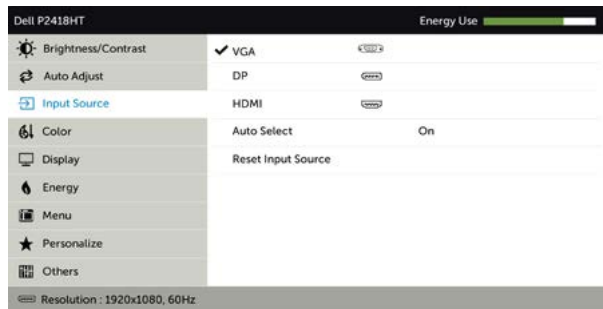 Dell P2418HT Energy Use
Brightness/Contrast
VGA
Auto Adjust
DP
Input Source
HDMI
Color
Auto Select On
Display
Reset Input Source
Energy
Menu
Personalize
Others
Resolution : 1920x1080, 60Hz